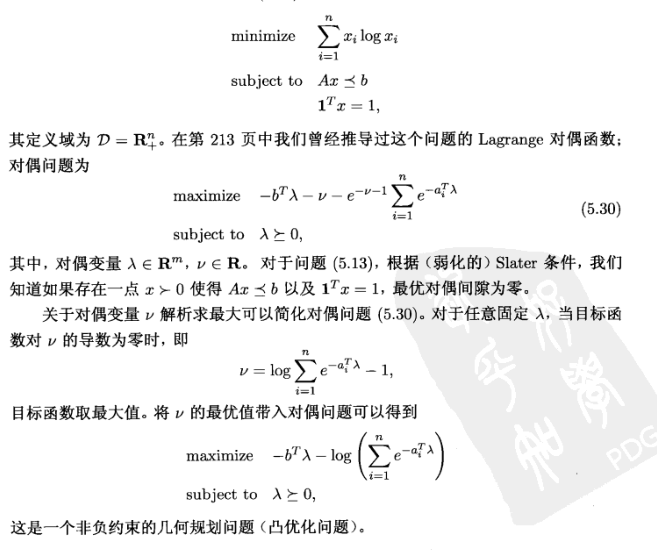 minimize $\sum_{i=1}^{n} x_i \log x_i$
subject to $Ax \preceq b$
$\mathbf{1}^T x = 1,$
其定义域为 $\mathcal{D} = \mathbf{R}_+^n$。在第 213 页中我们曾经推导过这个问题的 Lagrange 对偶函数;
对偶问题为
maximize $-b^T\lambda - \nu - e^{-\nu-1} \sum_{i=1}^{n} e^{-a_i^T\lambda}$ (5.30)
subject to $\lambda \succeq 0,$
其中，对偶变量 $\lambda \in \mathbf{R}^m$，$\nu \in \mathbf{R}$。对于问题 (5.13)，根据（弱化的）Slater 条件，我们
知道如果存在一点 $x \succ 0$ 使得 $Ax \preceq b$ 以及 $\mathbf{1}^T x = 1$，最优对偶间隙为零。
关于对偶变量 $\nu$ 解析求最大可以简化对偶问题 (5.30)。对于任意固定 $\lambda$，当目标函
数对 $\nu$ 的导数为零时，即
$\nu = \log \sum_{i=1}^{n} e^{-a_i^T\lambda} - 1,$
目标函数取最大值。将 $\nu$ 的最优值带入对偶问题可以得到
maximize $-b^T\lambda - \log \left( \sum_{i=1}^{n} e^{-a_i^T\lambda} \right)$
subject to $\lambda \succeq 0,$
这是一个非负约束的几何规划问题（凸优化问题）。
PDG